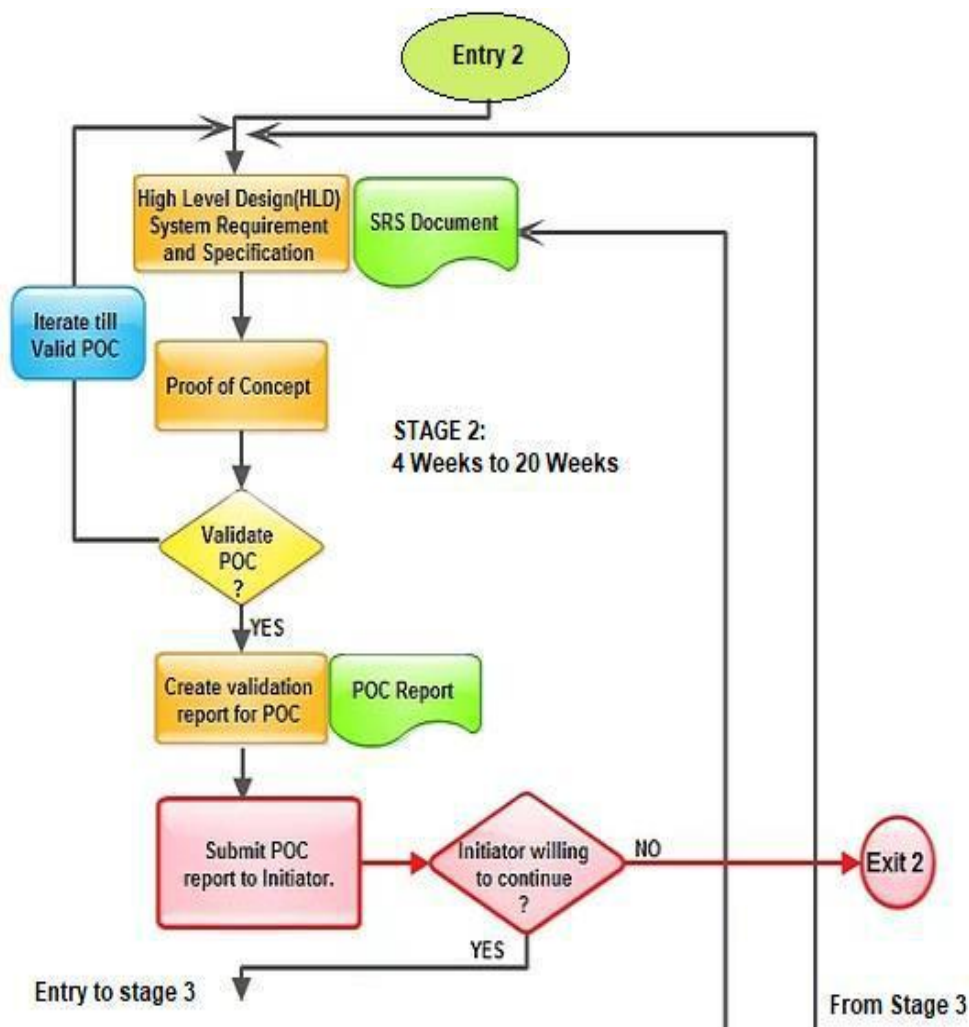 Entry 2
High Level Design(HLD)
System Requirement
and Specification
SRS Document
Iterate till
Valid POC
Proof of Concept
STAGE 2:
4 Weeks to 20 Weeks
Validate
POC
?
YES
Create validation
report for POC
POC Report
Submit POC
report to Initiator.
Initiator willing
to continue
?
NO
Exit 2
YES
Entry to stage 3
From Stage 3